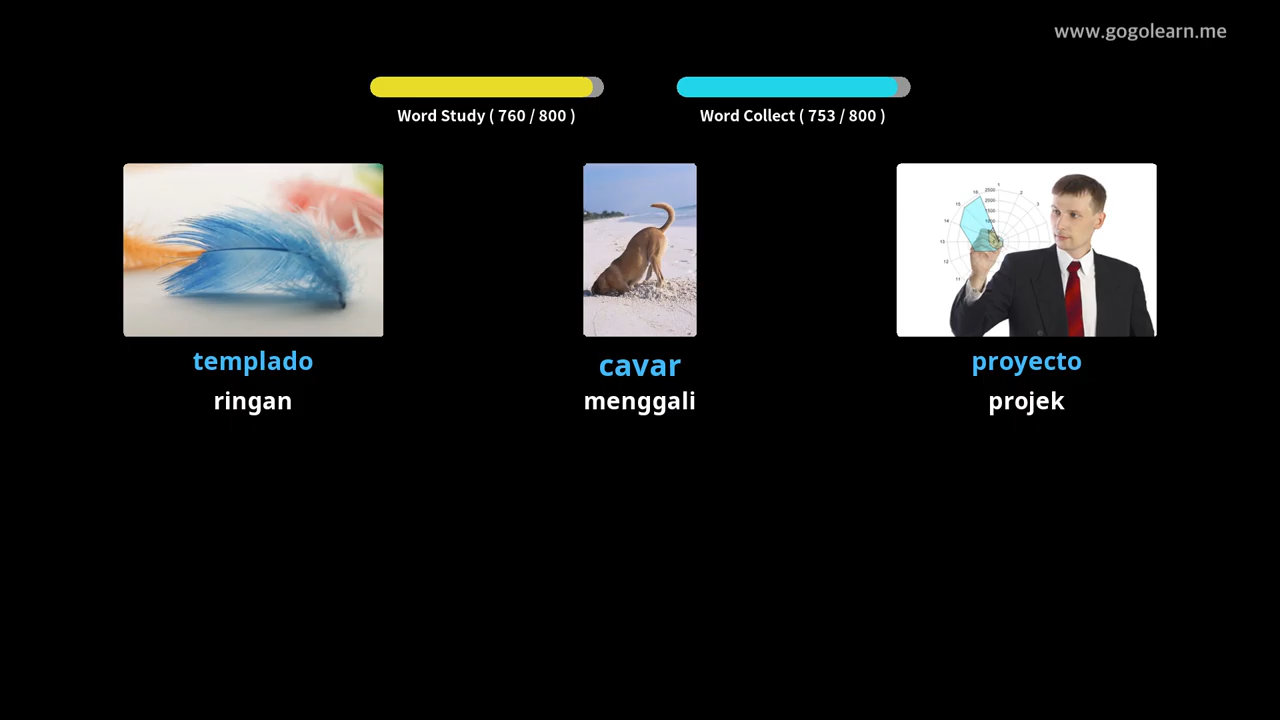 www.gogolearn.me
Word Study ( 760 / 800 )
Word Collect ( 753 / 800 )
templado
ringan
cavar
menggali
proyecto
projek